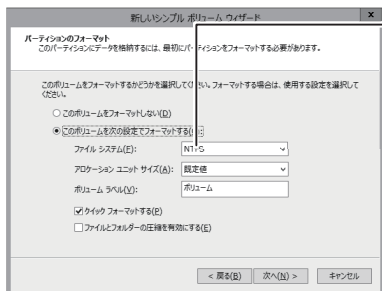 新しいシンプル ボリューム ウィザード
x
パーティションのフォーマット
このパーティションにデータを格納するには、最初にパーティションをフォーマットする必要があります。
このボリュームをフォーマットするかどうかを選択してください。フォーマットする場合は、使用する設定を選択して
ください。
このボリュームをフォーマットしない(D)
このボリュームを次の設定でフォーマットする(O):
ファイル システム(F): NTFS
アロケーション ユニット サイズ(A): 既定値
ボリューム ラベル(V): ボリューム
クイック フォーマットする(P)
ファイルとフォルダーの圧縮を有効にする(E)
< 戻る(B) 次へ(N) > キャンセル